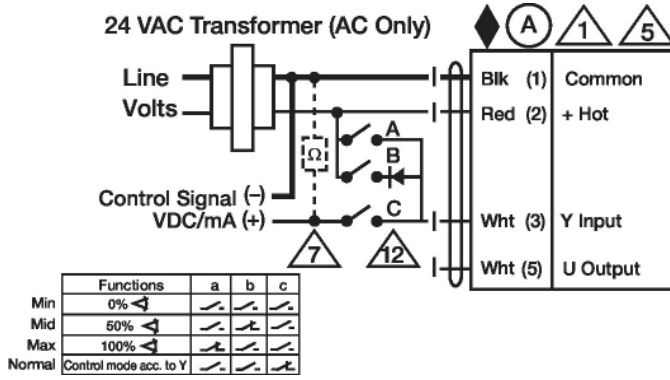 24 VAC Transformer (AC Only)
A 1 5
Line
Volts
Blk (1) Common
Red (2) + Hot
A
Ω
B
Control Signal (-)
VDC/mA (+)
C
Wht (3) Y Input
7 12
Wht (5) U Output
Functions a b c
Min 0%
Mid 50%
Max 100%
Normal Control mode acc. to Y